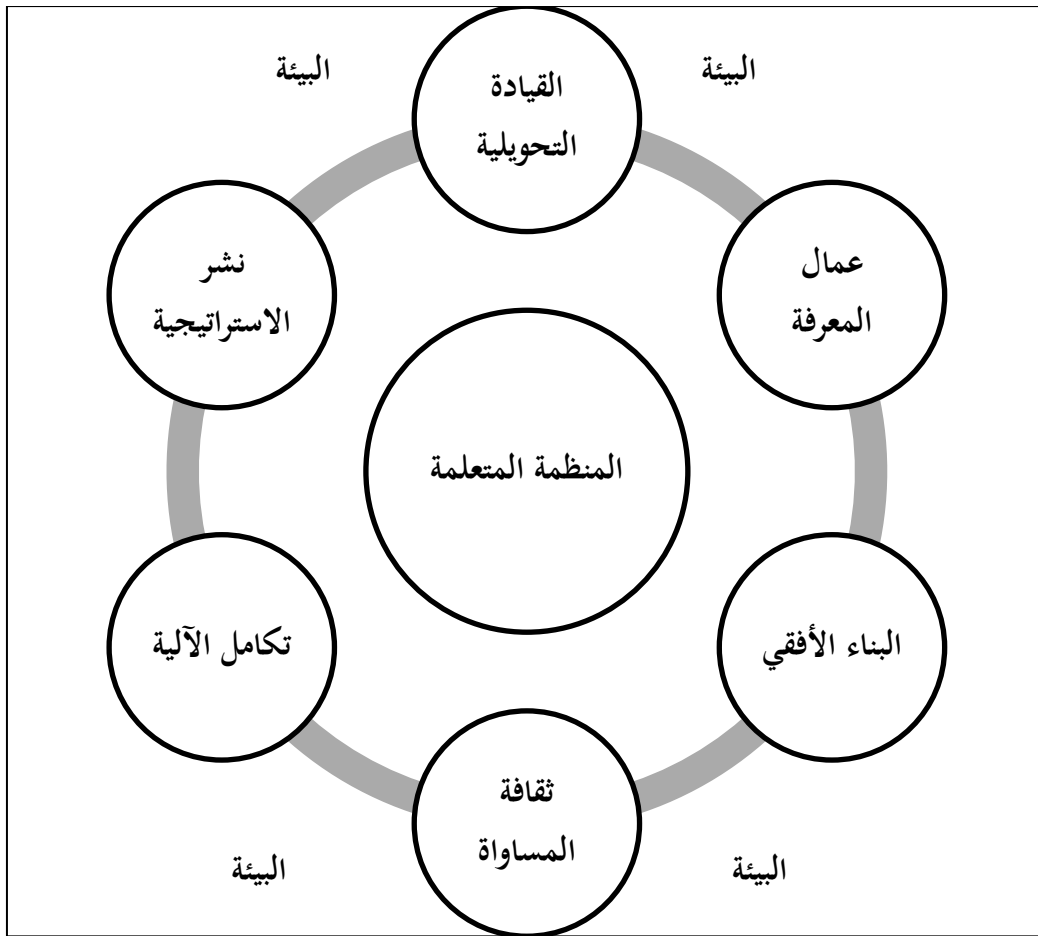 البيئة
البيئة
القيادة
التحويلية
عمال
المعرفة
نشر
الاستراتيجية
المنظمة المتعلمة
البناء الأفقي
تكامل الآلية
ثقافة
المساواة
البيئة
البيئة